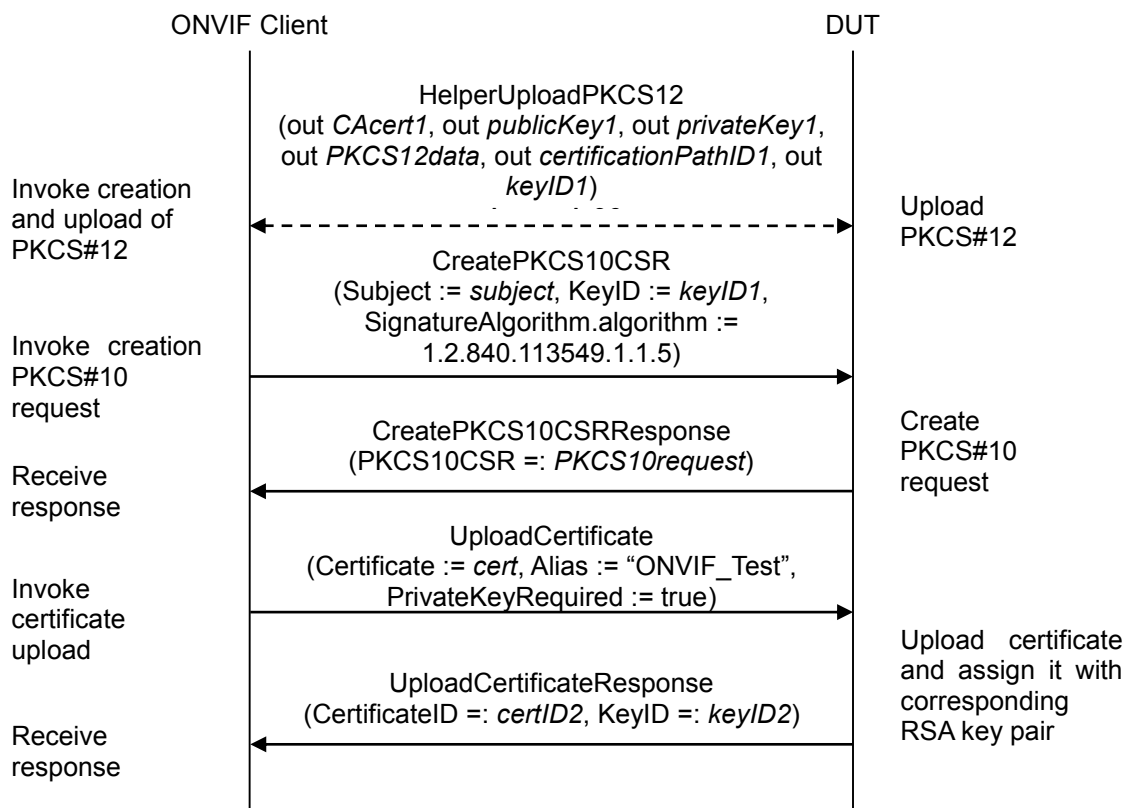 ONVIF Client
DUT
HelperUploadPKCS12
(out CAcert1, out publicKey1, out privateKey1,
out PKCS12data, out certificationPathID1, out
keyID1)
Invoke creation
and upload of
PKCS#12
Upload
PKCS#12
CreatePKCS10CSR
(Subject := subject, KeyID := keyID1,
SignatureAlgorithm.algorithm :=
1.2.840.113549.1.1.5)
Invoke creation
PKCS#10
request
CreatePKCS10CSRResponse
(PKCS10CSR =: PKCS10request)
Create
PKCS#10
request
Receive
response
UploadCertificate
(Certificate := cert, Alias := “ONVIF_Test”,
PrivateKeyRequired := true)
Invoke
certificate
upload
Upload certificate
and assign it with
corresponding
RSA key pair
UploadCertificateResponse
(CertificateID =: certID2, KeyID =: keyID2)
Receive
response